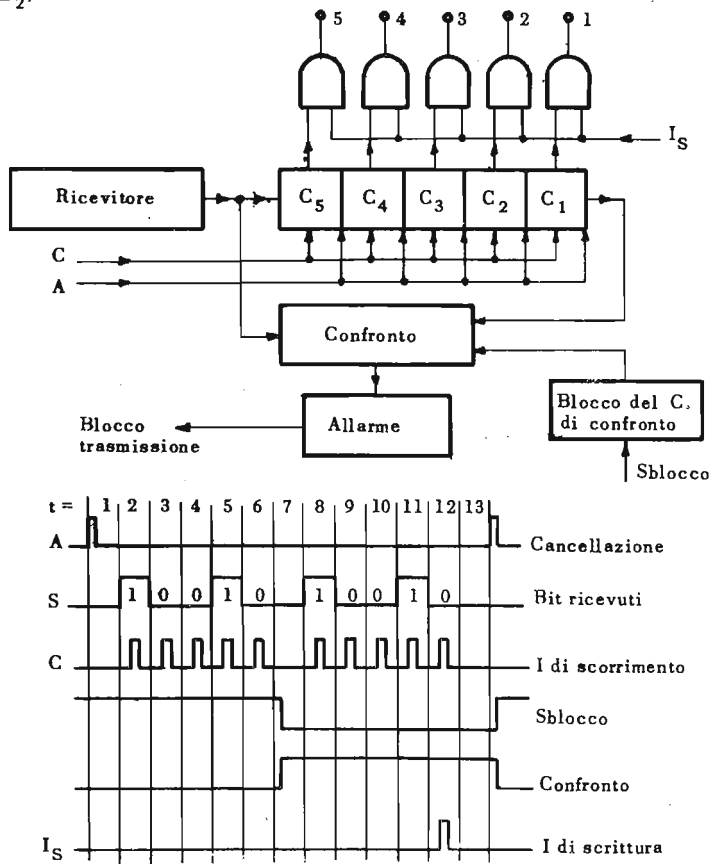 5 4 3 2 1
I_S
Ricevitore
C_5 C_4 C_3 C_2 C_1
C
A
Confronto
Blocco del C.
di confronto
Allarme
Blocco
trasmissione
Sblocco
t = 1 2 3 4 5 6 7 8 9 10 11 12 13
A Cancellazione
S 1 0 0 1 0 1 0 0 1 0 Bit ricevuti
C I di scorrimento
Sblocco
Confronto
I_S I di scrittura